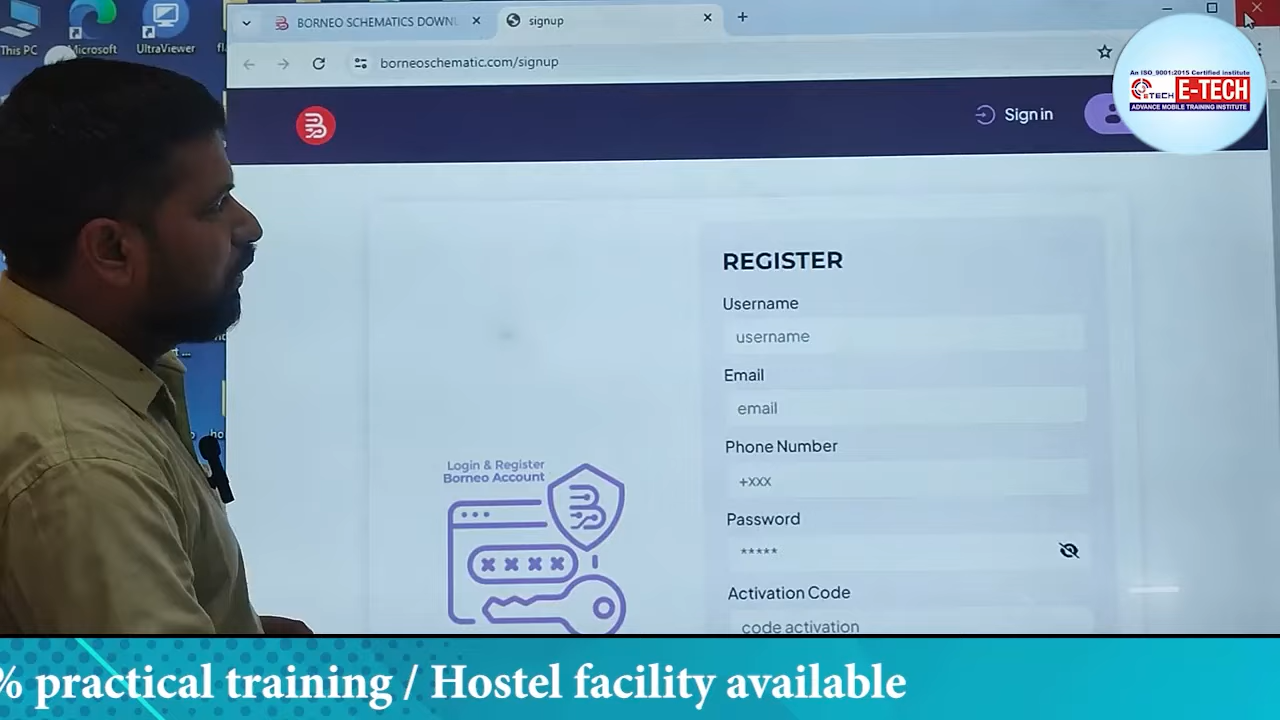 BORNEO SCHEMATICS DOWNL
signup
This PC
Microsoft
UltraViewer
borneoschematic.com/signup
An ISO 9001:2015 Certified Institute
ETECH
E-TECH
ADVANCE MOBILE TRAINING INSTITUTE
Sign in
REGISTER
Username
username
Email
email
Phone Number
+xxx
Password
*****
Activation Code
code activation
Login & Register
Borneo Account
% practical training / Hostel facility available